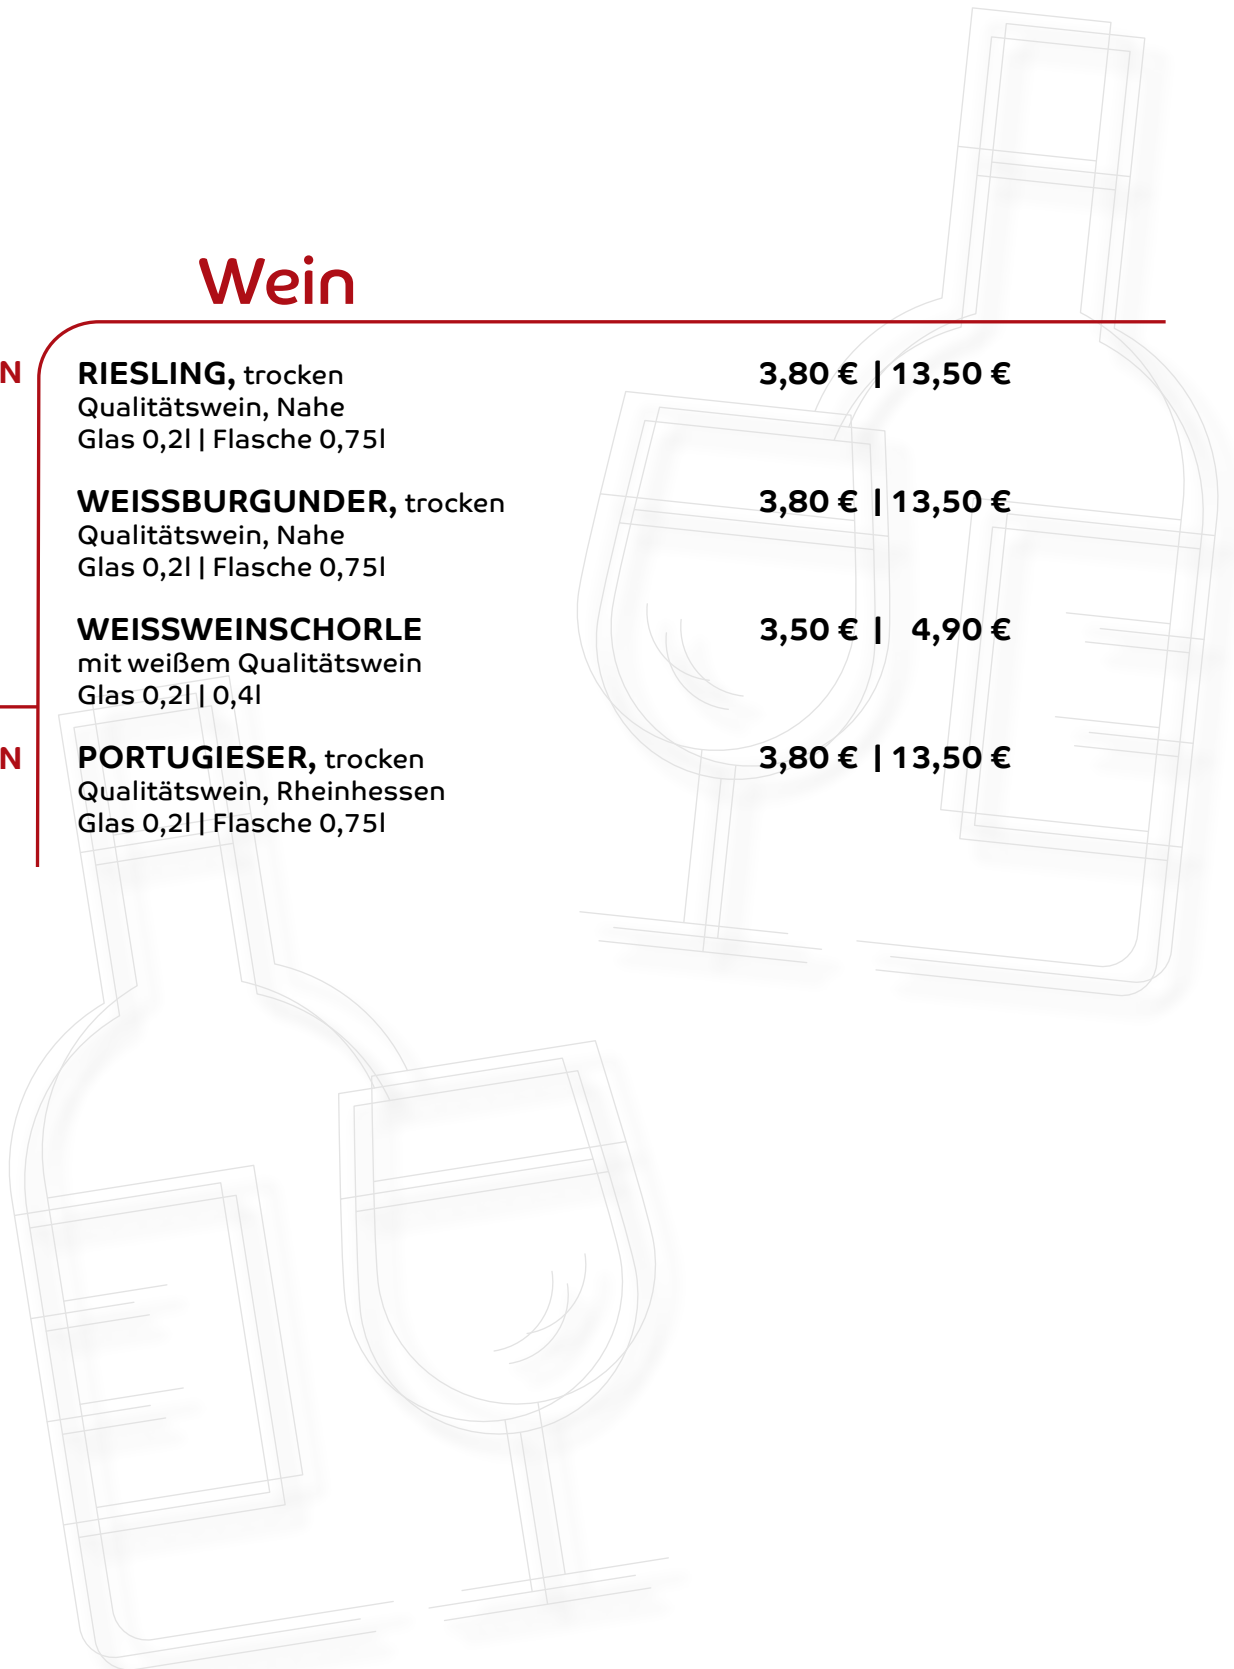 Wein
N
RIESLING, trocken 3,80 € | 13,50 €
Qualitätswein, Nahe
Glas 0,2l | Flasche 0,75l
WEISSBURGUNDER, trocken 3,80 € | 13,50 €
Qualitätswein, Nahe
Glas 0,2l | Flasche 0,75l
WEISSWEINSCHORLE 3,50 € | 4,90 €
mit weißem Qualitätswein
Glas 0,2l | 0,4l
N
PORTUGIESER, trocken 3,80 € | 13,50 €
Qualitätswein, Rheinhessen
Glas 0,2l | Flasche 0,75l